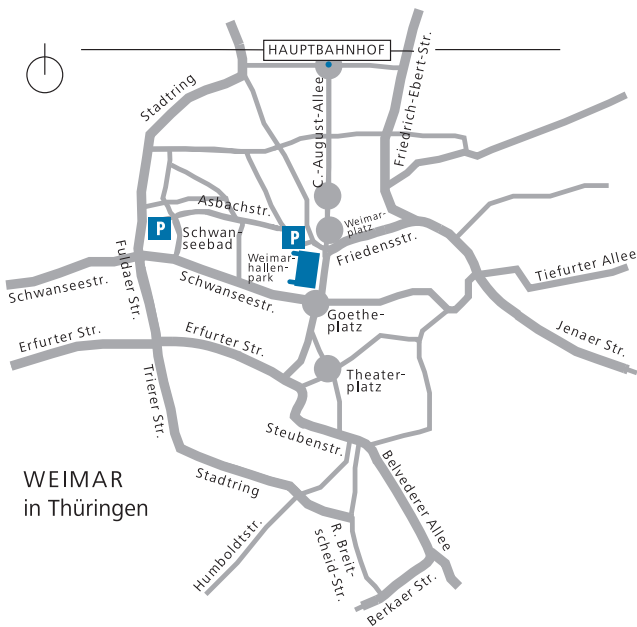 HAUPTBAHNHOF
Stadtring
C.-August-Allee
Friedrich-Ebert-Str.
Asbachstr.
P
Schwan-
seebad
P
Weimar-
platz
Friedensstr.
Weimar-
hallen-
park
Fuldaer Str.
Schwanseestr.
Schwanseestr.
Tiefurter Allee
Goethe-
platz
Jenaer Str.
Erfurter Str.
Erfurter Str.
Theater-
platz
Trierer Str.
Steubenstr.
Stadtring
WEIMAR
in Thüringen
Belvederer Allee
Humboldtstr.
R. Breit-
scheid-Str.
Berkaer Str.